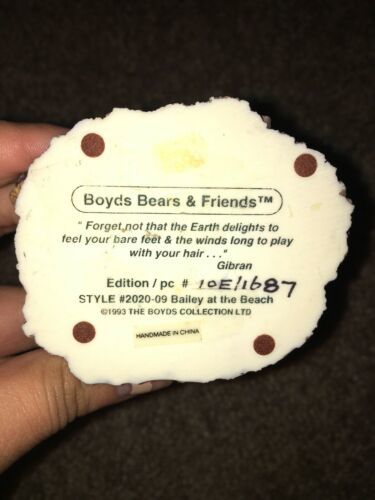 Boyds Bears & Friends™
" Forget not that the Earth delights to
feel your bare feet & the winds long to play
with your hair . . ."
Gibran
Edition / pc # 10E/1687
STYLE #2020-09 Bailey at the Beach
©1993 THE BOYDS COLLECTION LTD
HANDMADE IN CHINA